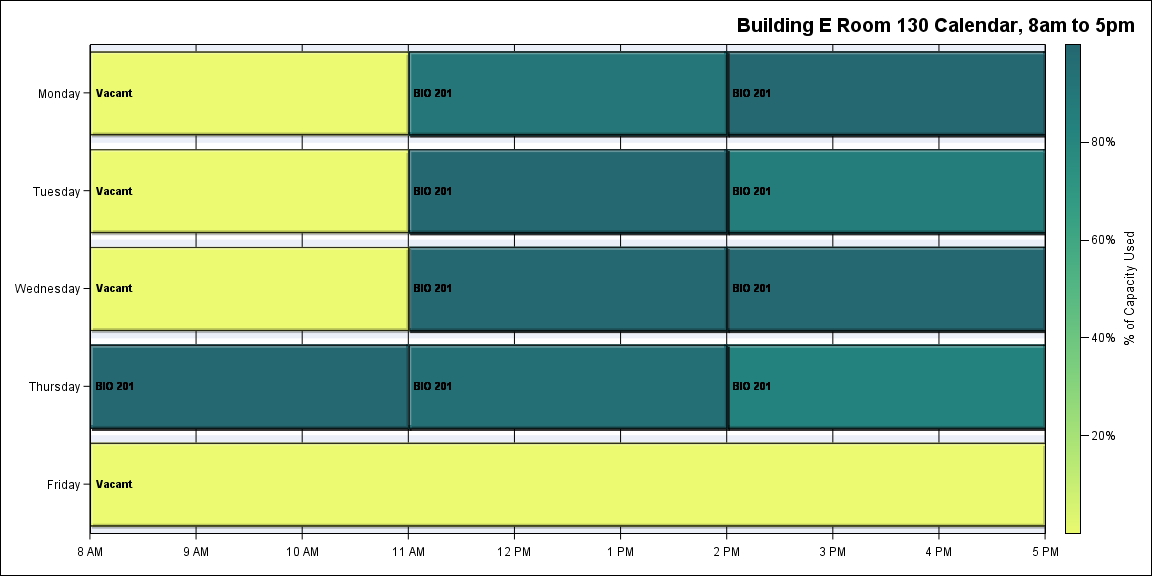 Building E Room 130 Calendar, 8am to 5pm
Monday
Vacant
BIO 201
BIO 201
Tuesday
Vacant
BIO 201
BIO 201
Wednesday
Vacant
BIO 201
BIO 201
Thursday
BIO 201
BIO 201
BIO 201
Friday
Vacant
8 AM
9 AM
10 AM
11 AM
12 PM
1 PM
2 PM
3 PM
4 PM
5 PM
80%
60%
40%
20%
% of Capacity Used